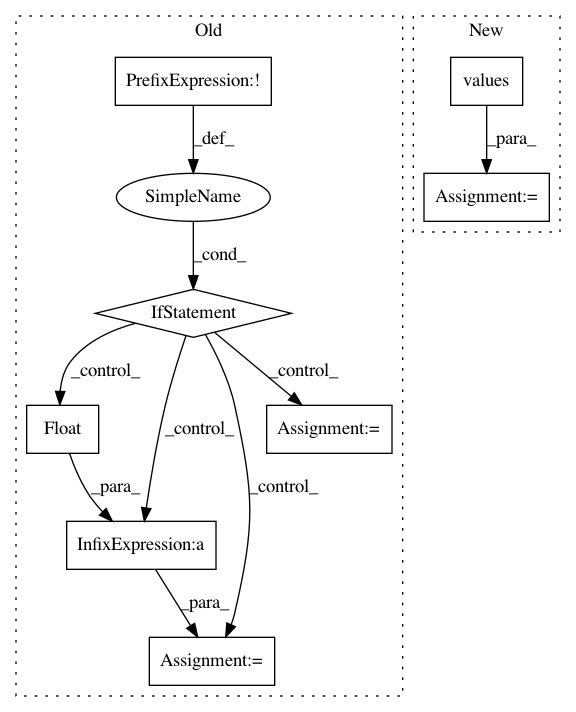 Old
New
PrefixExpression:!
values
_def_
_para_
SimpleName
Assignment:=
_cond_
IfStatement
_control_
_control_
_control_
_control_
Float
Assignment:=
_para_
InfixExpression:a
_para_
Assignment:=